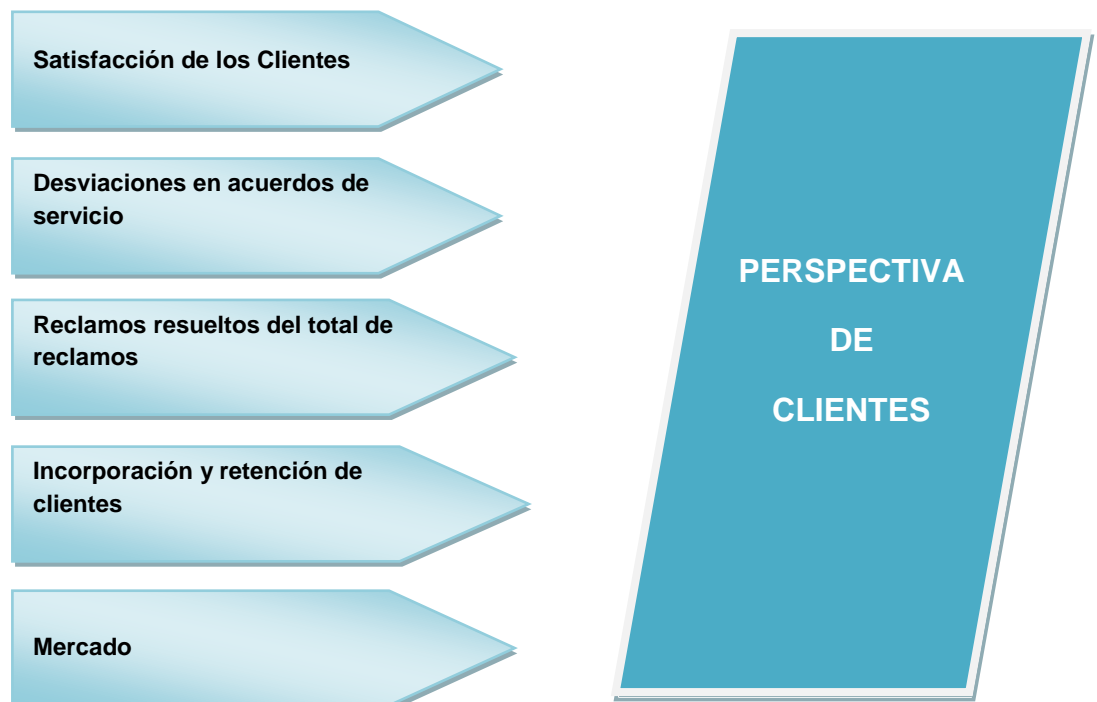 Satisfacción de los Clientes
Desviaciones en acuerdos de
servicio
Reclamos resueltos del total de
reclamos
Incorporación y retención de
clientes
Mercado
PERSPECTIVA
DE
CLIENTES